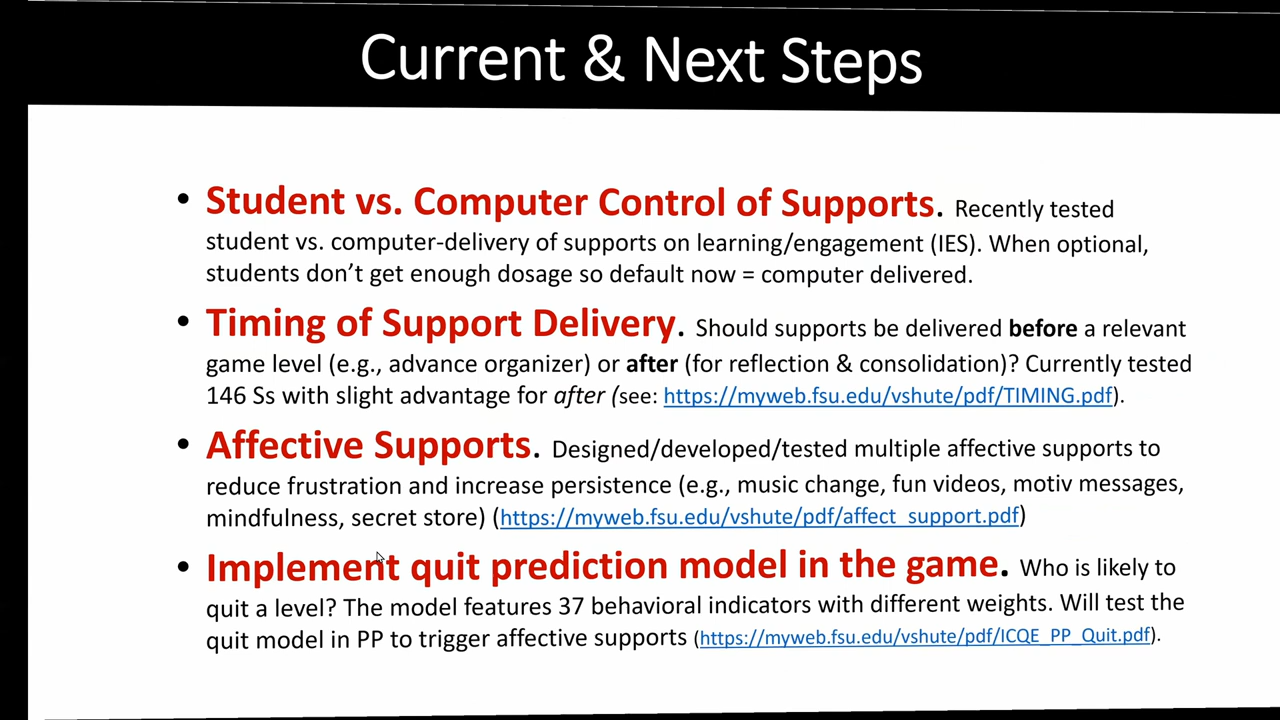 Current & Next Steps
• Student vs. Computer Control of Supports. Recently tested
student vs. computer-delivery of supports on learning/engagement (IES). When optional,
students don’t get enough dosage so default now = computer delivered.
• Timing of Support Delivery. Should supports be delivered before a relevant
game level (e.g., advance organizer) or after (for reflection & consolidation)? Currently tested
146 Ss with slight advantage for after (see: https://myweb.fsu.edu/vshute/pdf/TIMING.pdf).
• Affective Supports. Designed/developed/tested multiple affective supports to
reduce frustration and increase persistence (e.g., music change, fun videos, motiv messages,
mindfulness, secret store) (https://myweb.fsu.edu/vshute/pdf/affect_support.pdf)
• Implement quit prediction model in the game. Who is likely to
quit a level? The model features 37 behavioral indicators with different weights. Will test the
quit model in PP to trigger affective supports (https://myweb.fsu.edu/vshute/pdf/ICQE_PP_Quit.pdf).